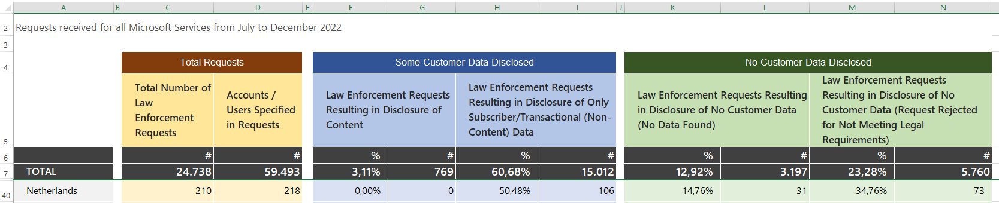 A B C D E F G H I J K L M N
2 Requests received for all Microsoft Services from July to December 2022
3
4 Total Requests Some Customer Data Disclosed No Customer Data Disclosed
Total Number of Law Enforcement Requests
Accounts / Users Specified in Requests
Law Enforcement Requests Resulting in Disclosure of Content
Law Enforcement Requests Resulting in Disclosure of Only Subscriber/Transactional (Non-Content) Data
Law Enforcement Requests Resulting in Disclosure of No Customer Data (No Data Found)
Law Enforcement Requests Resulting in Disclosure of No Customer Data (Request Rejected for Not Meeting Legal Requirements)
5
6 # # % # % # % # % #
7 TOTAL 24.738 59.493 3,11% 769 60,68% 15.012 12,92% 3.197 23,28% 5.760
40 Netherlands 210 218 0,00% 0 50,48% 106 14,76% 31 34,76% 73